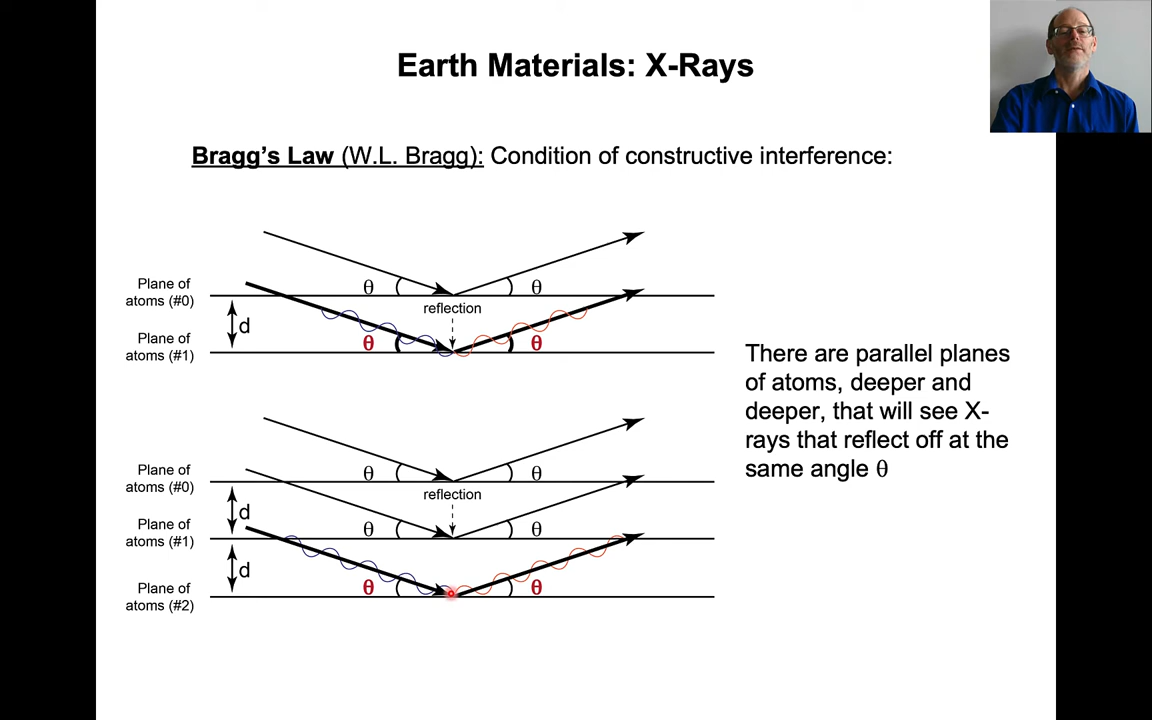 Earth Materials: X-Rays
Bragg's Law (W.L. Bragg): Condition of constructive interference:
Plane of
atoms (#0)
θ
θ
reflection
d
Plane of
atoms (#1)
θ
θ
There are parallel planes
of atoms, deeper and
deeper, that will see X-
rays that reflect off at the
same angle θ
Plane of
atoms (#0)
θ
θ
reflection
d
Plane of
atoms (#1)
θ
θ
d
Plane of
atoms (#2)
θ
θ